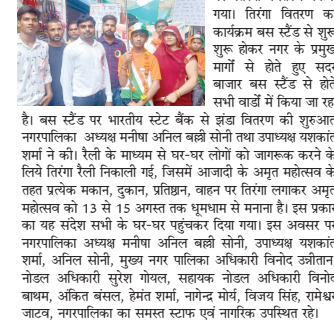 गया। तिरंगा वितरण का
कार्यक्रम बस स्टैंड से शुरू
शुरू होकर नगर के प्रमुख
मार्गों से होते हुए सदर
बाजार बस स्टैंड से होते
सभी वार्डों में किया जा रहा
है। बस स्टैंड पर भारतीय स्टेट बैंक से झंडा वितरण की शुरुआत
नगरपालिका अध्यक्ष मनीषा अनिल बल्ली सोनी तथा उपाध्यक्ष यशकांत
शर्मा ने की। रैली के माध्यम से घर-घर लोगों को जागरूक करने के
लिये तिरंगा रैली निकाली गई, जिसमें आजादी के अमृत महोत्सव के
तहत प्रत्येक मकान, दुकान, प्रतिष्ठान, वाहन पर तिरंगा लगाकर अमृत
महोत्सव को 13 से 15 अगस्त तक धूमधाम से मनाना है। इस प्रकार
का यह संदेश सभी के घर-घर पहुंचकर दिया गया। इस अवसर पर
नगरपालिका अध्यक्ष मनीषा अनिल बल्ली सोनी, उपाध्यक्ष यशकांत
शर्मा, अनिल सोनी, मुख्य नगर पालिका अधिकारी विनोद उन्नीतान,
नोडल अधिकारी सुरेश गोयल, सहायक नोडल अधिकारी विनोद
बाथम, अंकित बंसल, हेमंत शर्मा, नागेन्द्र मोर्य, विजय सिंह, रामेश्वर
जाटव, नगरपालिका का समस्त स्टाफ एवं नागरिक उपस्थित रहे।